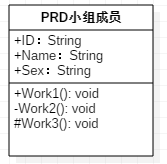 PRD小组成员
+ID：String
+Name：String
+Sex：String
+Work1(): void
-Work2(): void
#Work3(): void